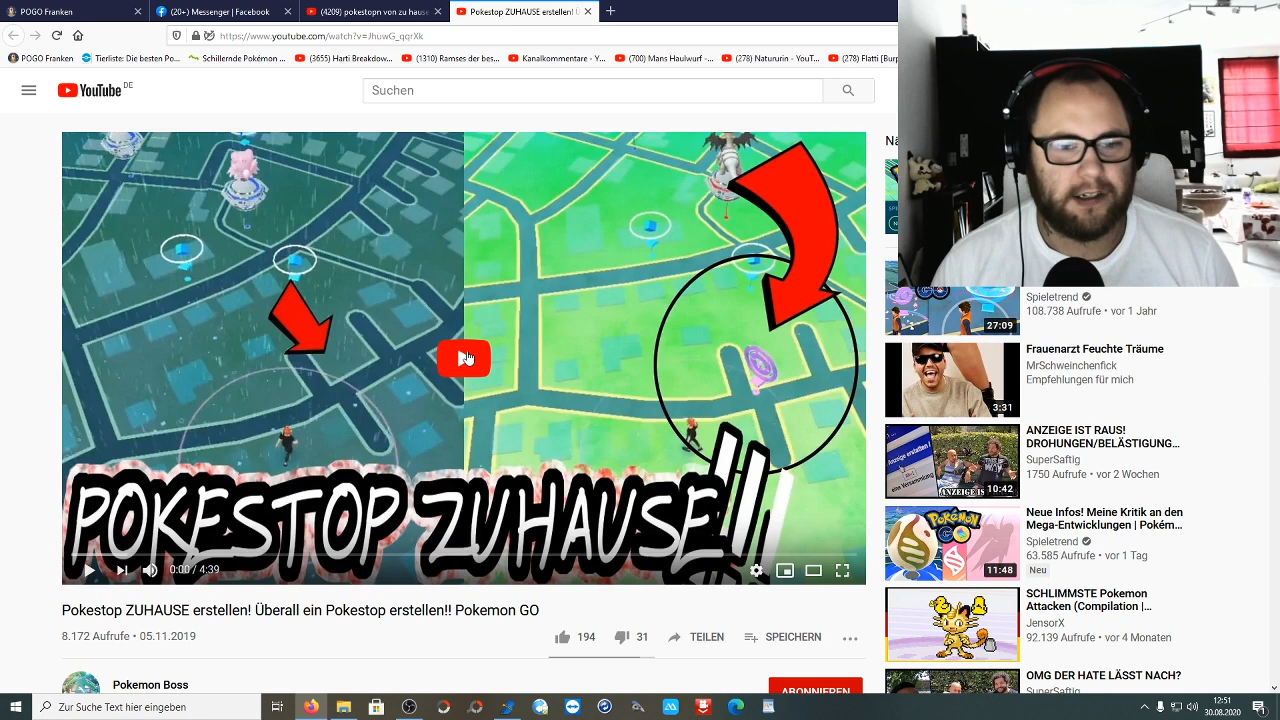 POGO Franken
(20+) Messenger | Facebook
(4209) pokestopn von zu hause
Pokestop ZUHAUSE erstellen! Ü
https://www.youtube.com/watch?v=JhuwG_qqrXk
POGO Franken
Tierliste: Die besten Po...
Schillernde Pokémon ...
(3655) Harti Breakdow...
(1310) Ramses der bea...
Kanalkommentare - Y...
(700) Mans Haulwurf -...
(278) Natururin - YouT...
(278) Flatti [Burp
YouTube DE
Suchen
POKESTOP ZUHAUSE!!
0:00 / 4:39
Pokestop ZUHAUSE erstellen! Überall ein Pokestop erstellen!! Pokemon GO
8.172 Aufrufe • 05.11.2019
194
31
TEILEN
SPEICHERN
Pokemon Boss
ABONNIEREN
Spieletrend
108.738 Aufrufe • vor 1 Jahr
27:09
Frauenarzt Feuchte Träume
MrSchweinchenfick
Empfehlungen für mich
3:31
ANZEIGE IST RAUS!
DROHUNGEN/BELÄSTIGUNG...
SuperSaftig
1750 Aufrufe • vor 2 Wochen
10:42
Neue Infos! Meine Kritik an den
Mega-Entwicklungen | Pokém...
Spieletrend
63.585 Aufrufe • vor 1 Tag
Neu
11:48
SCHLIMMSTE Pokemon
Attacken (Compilation |...
JensorX
92.139 Aufrufe • vor 4 Monaten
OMG DER HATE LÄSST NACH?
SuperSaftig
Zur Suche Text hier eingeben
12:51
30.08.2020